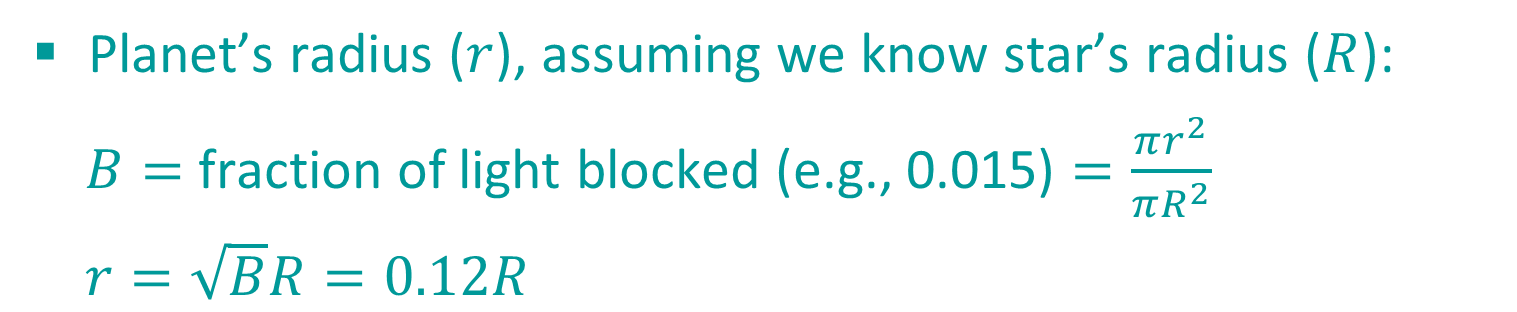 ▪ Planet’s radius (r), assuming we know star’s radius (R):
B = fraction of light blocked (e.g., 0.015) = πr²/πR²
r = √B̅R = 0.12R